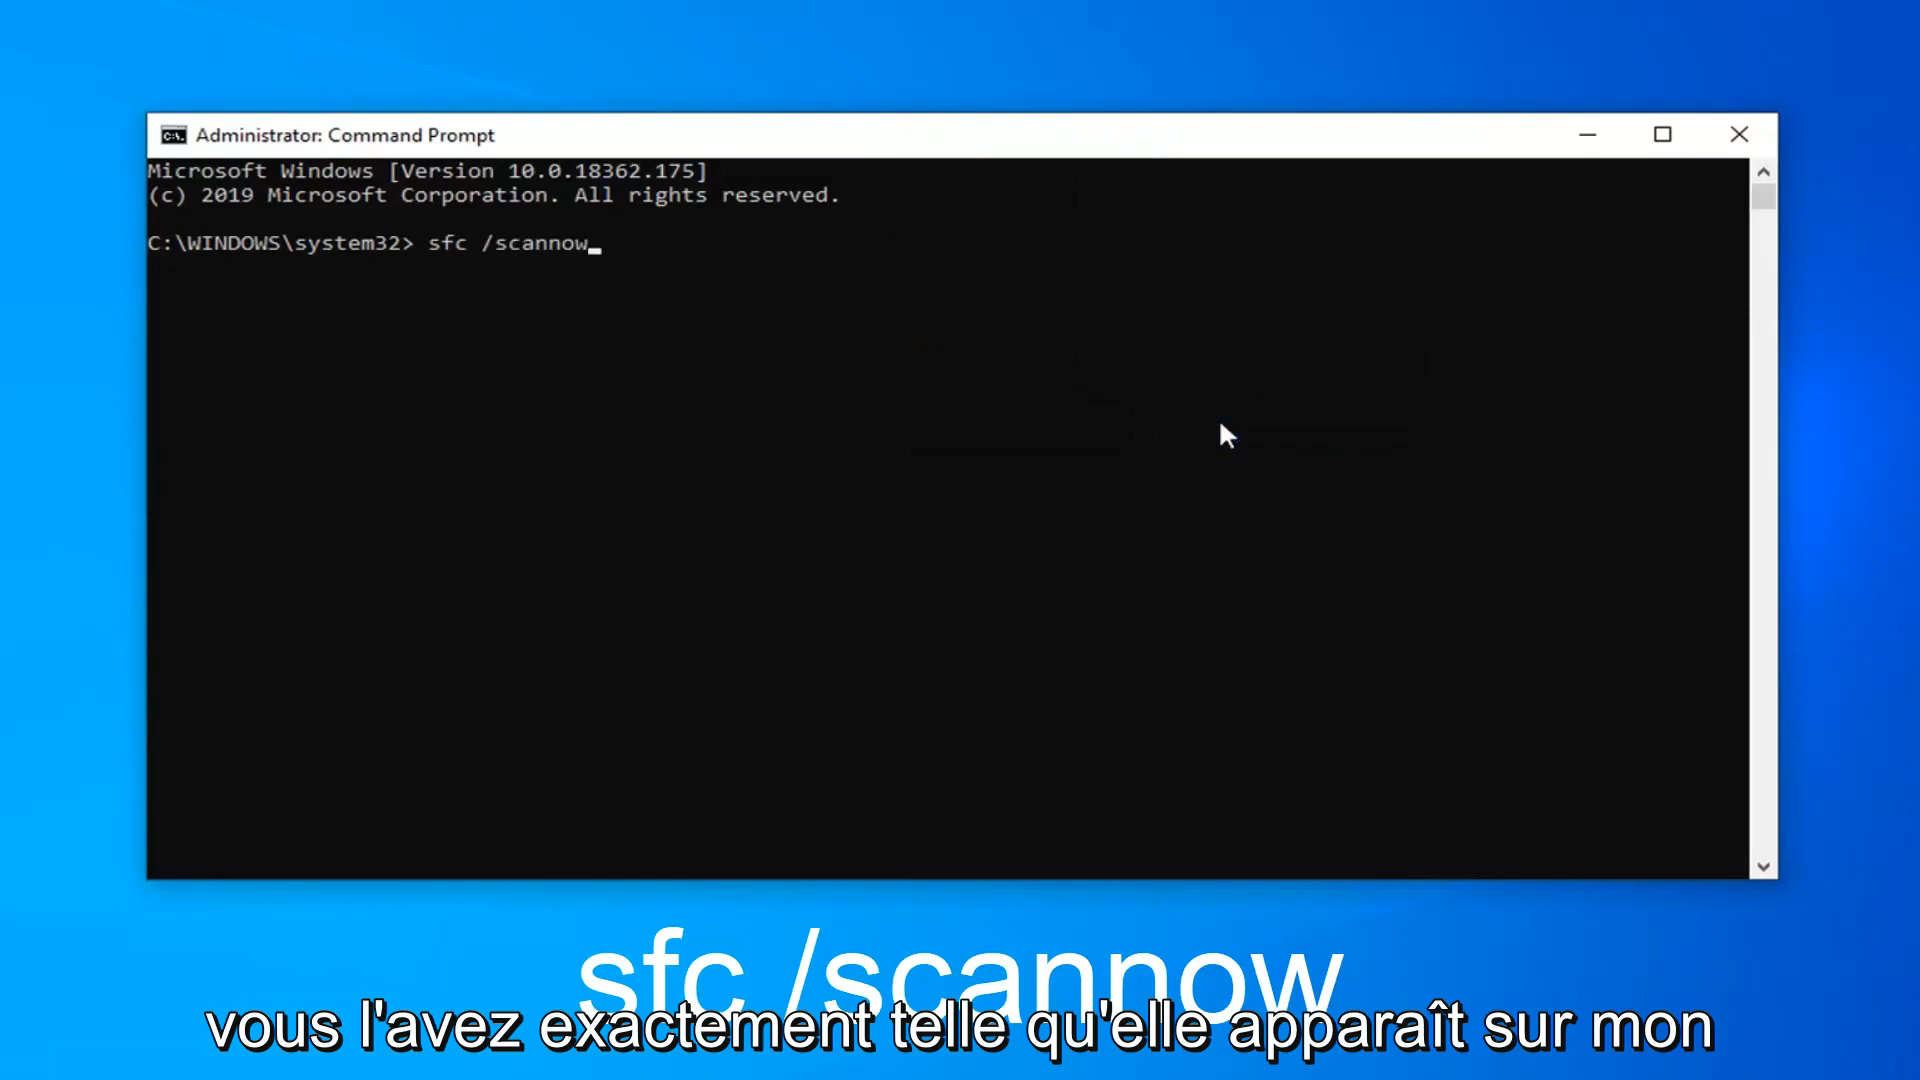 Administrator: Command Prompt
Microsoft Windows [Version 10.0.18362.175]
(c) 2019 Microsoft Corporation. All rights reserved.
C:\WINDOWS\system32> sfc /scannow
sfc /scannow
vous l'avez exactement telle qu'elle apparaît sur mon